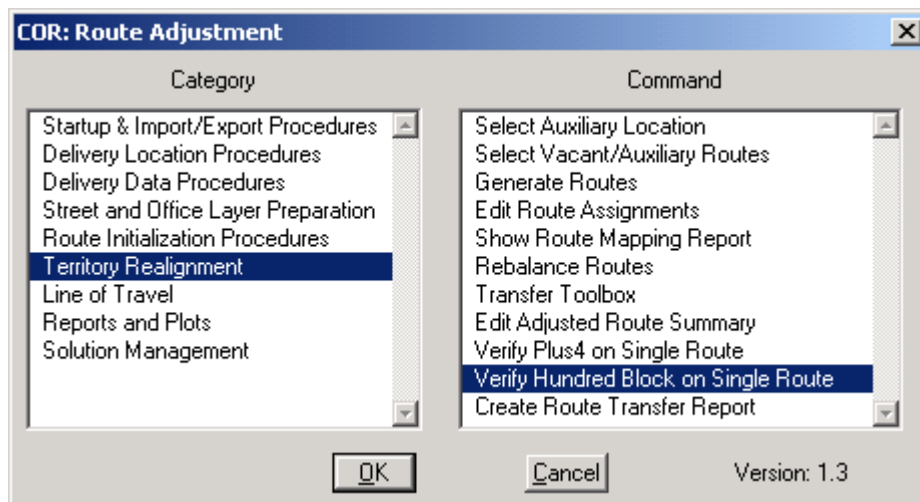 COR: Route Adjustment
Category
Startup & Import/Export Procedures
Delivery Location Procedures
Delivery Data Procedures
Street and Office Layer Preparation
Route Initialization Procedures
Territory Realignment
Line of Travel
Reports and Plots
Solution Management
Command
Select Auxiliary Location
Select Vacant/Auxiliary Routes
Generate Routes
Edit Route Assignments
Show Route Mapping Report
Rebalance Routes
Transfer Toolbox
Edit Adjusted Route Summary
Verify Plus4 on Single Route
Verify Hundred Block on Single Route
Create Route Transfer Report
OK
Cancel
Version: 1.3